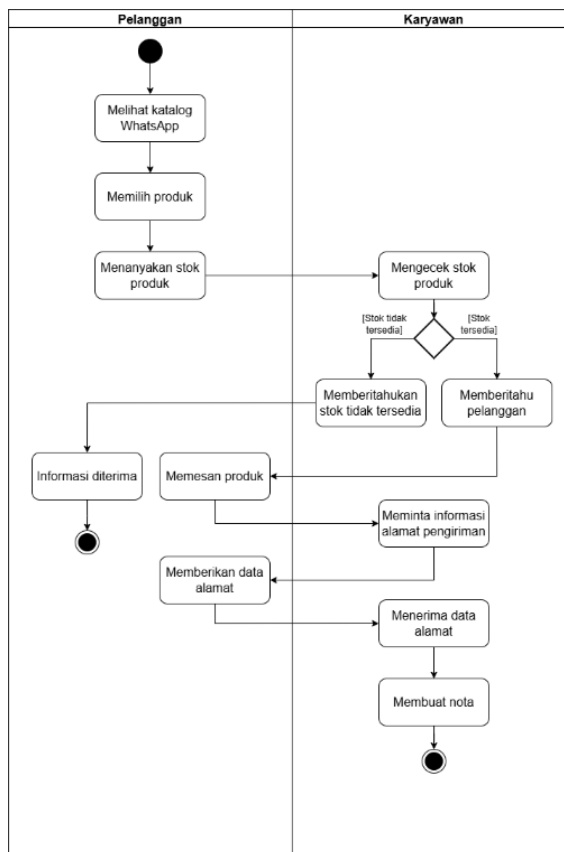 Pelanggan
Karyawan
Melihat katalog
WhatsApp
Memilih produk
Menanyakan stok
produk
Mengecek stok
produk
[Stok tidak
tersedia]
[Stok
tersedia]
Memberitahukan
stok tidak tersedia
Memberitahu
pelanggan
Informasi diterima
Memesan produk
Meminta informasi
alamat pengiriman
Memberikan data
alamat
Menerima data
alamat
Membuat nota